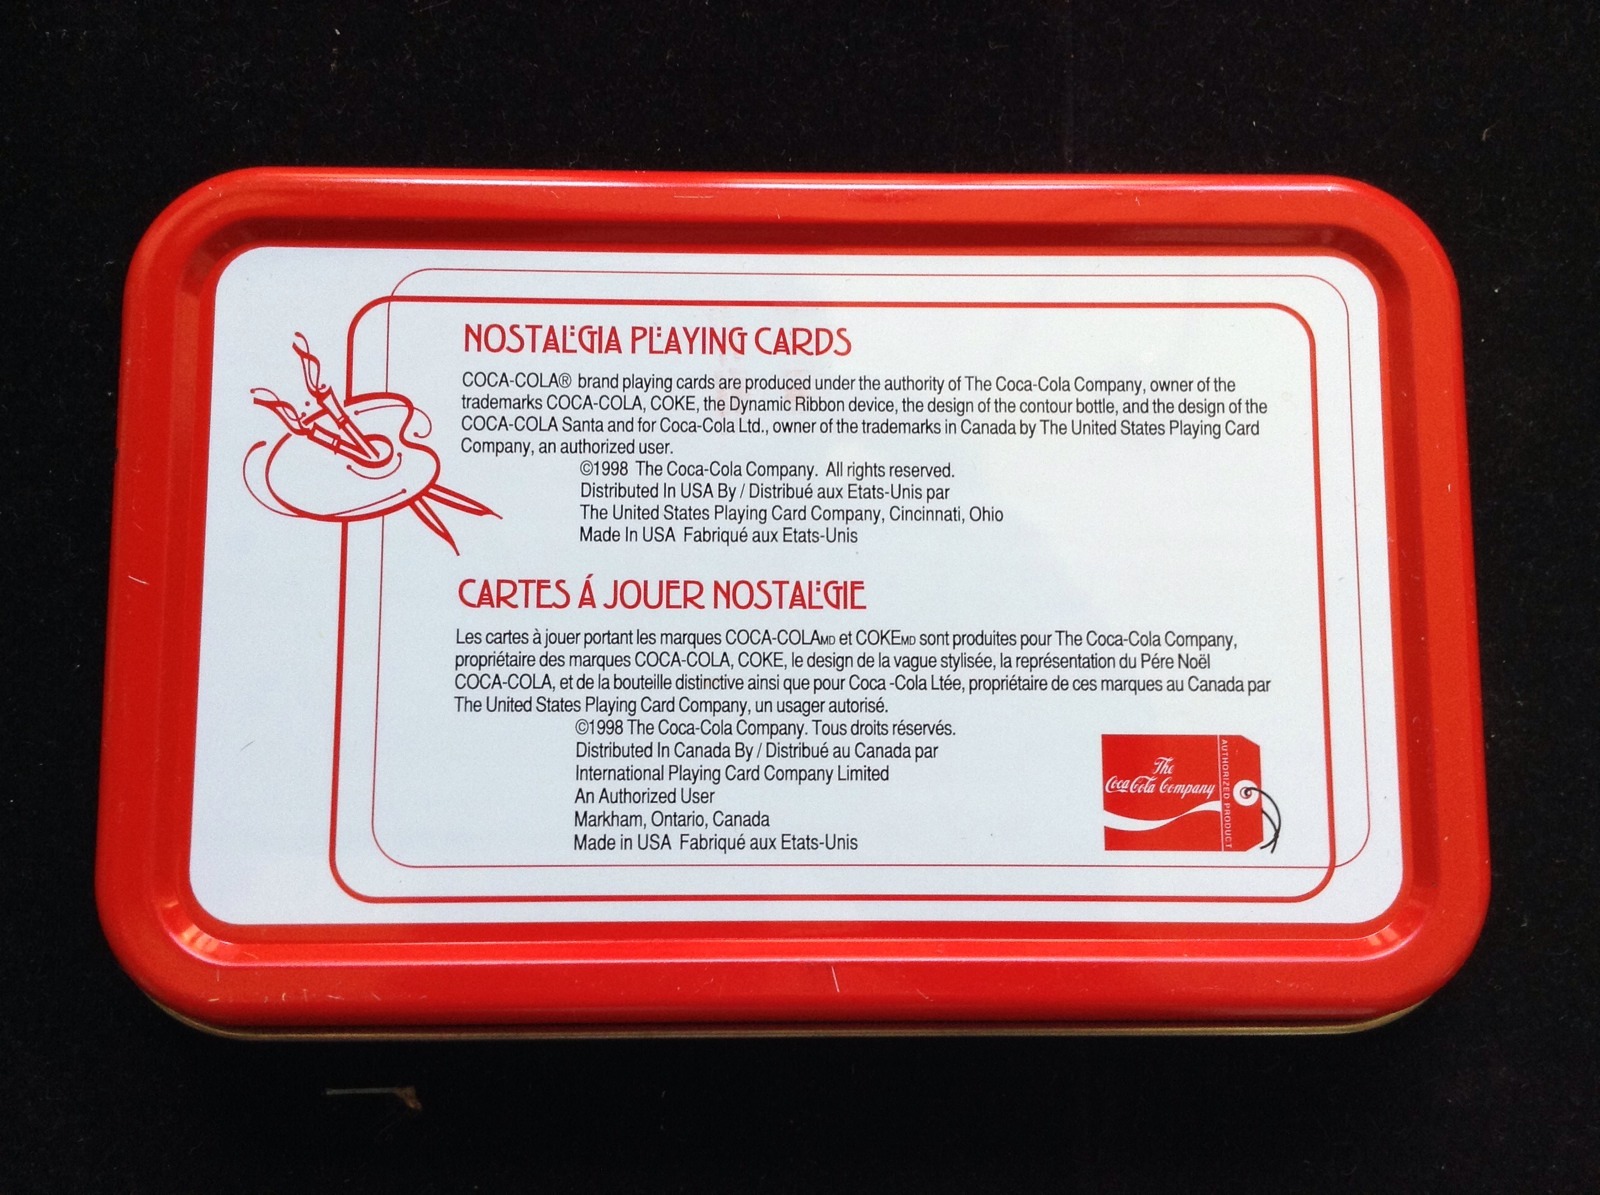 NOSTALGIA PLAYING CARDS
COCA-COLA® brand playing cards are produced under the authority of The Coca-Cola Company, owner of the
trademarks COCA-COLA, COKE, the Dynamic Ribbon device, the design of the contour bottle, and the design of the
COCA-COLA Santa and for Coca-Cola Ltd., owner of the trademarks in Canada by The United States Playing Card
Company, an authorized user.
©1998 The Coca-Cola Company. All rights reserved.
Distributed In USA By / Distribué aux Etats-Unis par
The United States Playing Card Company, Cincinnati, Ohio
Made In USA Fabriqué aux Etats-Unis
CARTES Á JOUER NOSTALGIE
Les cartes à jouer portant les marques COCA-COLAMD et COKEMD sont produites pour The Coca-Cola Company,
propriétaire des marques COCA-COLA, COKE, le design de la vague stylisée, la représentation du Pére Noël
COCA-COLA, et de la bouteille distinctive ainsi que pour Coca -Cola Ltée, propriétaire de ces marques au Canada par
The United States Playing Card Company, un usager autorisé.
©1998 The Coca-Cola Company. Tous droits réservés.
Distributed In Canada By / Distribué au Canada par
International Playing Card Company Limited
An Authorized User
Markham, Ontario, Canada
Made in USA Fabriqué aux Etats-Unis
The
Coca-Cola Company
AUTHORIZED PRODUCT